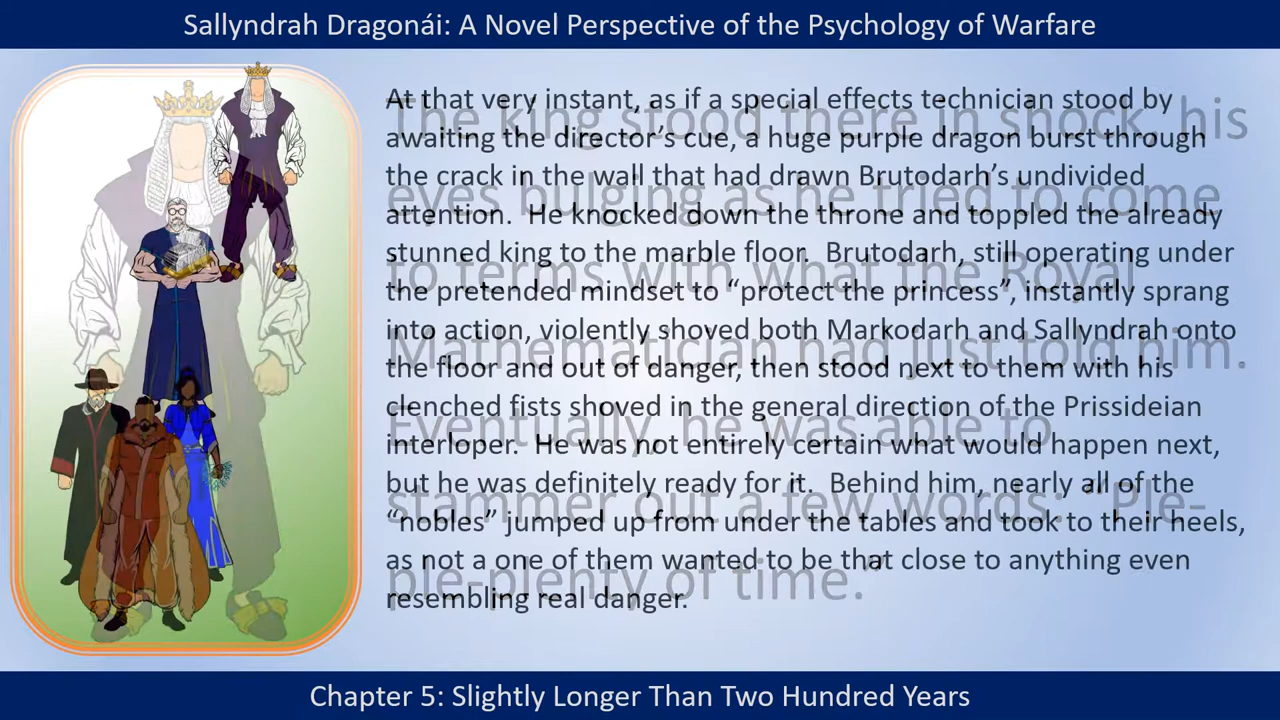 Sallyndrah Dragonái: A Novel Perspective of the Psychology of Warfare
At that very instant, as if a special effects technician stood by
awaiting the director’s cue, a huge purple dragon burst through
the crack in the wall that had drawn Brutodarh’s undivided
attention.  He knocked down the throne and toppled the already
stunned king to the marble floor.  Brutodarh, still operating under
the pretended mindset to “protect the princess”, instantly sprang
into action, violently shoved both Markodarh and Sallyndrah onto
the floor and out of danger, then stood next to them with his
clenched fists shoved in the general direction of the Prissideian
interloper.  He was not entirely certain what would happen next,
but he was definitely ready for it.  Behind him, nearly all of the
“nobles” jumped up from under the tables and took to their heels,
as not a one of them wanted to be that close to anything even
resembling real danger.
The king stood there in shock, his
eyes bulging as he tried to come
to terms with what the Royal
Mathematician had just told him.
Eventually, he was able to
stammer out a few words: “Ple-
ple-plenty of time.”
Chapter 5: Slightly Longer Than Two Hundred Years